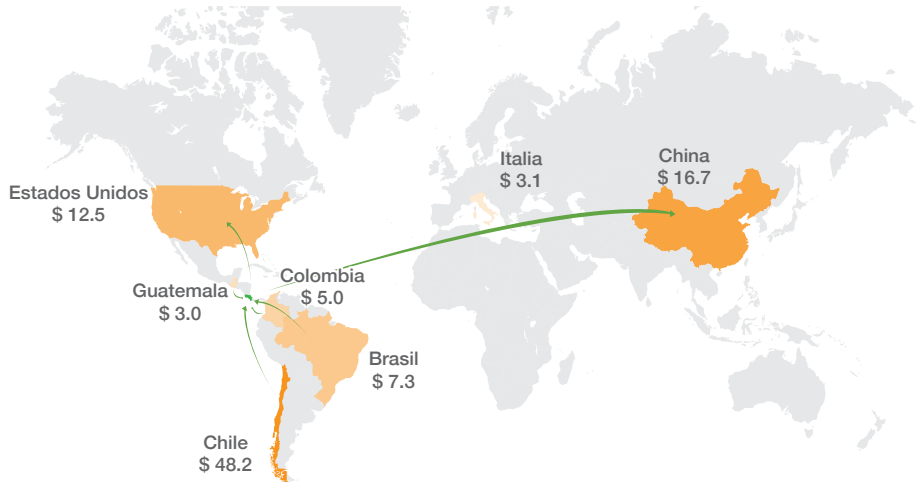 Italia
$ 3.1
China
$ 16.7
Estados Unidos
$ 12.5
Colombia
$ 5.0
Guatemala
$ 3.0
Brasil
$ 7.3
Chile
$ 48.2